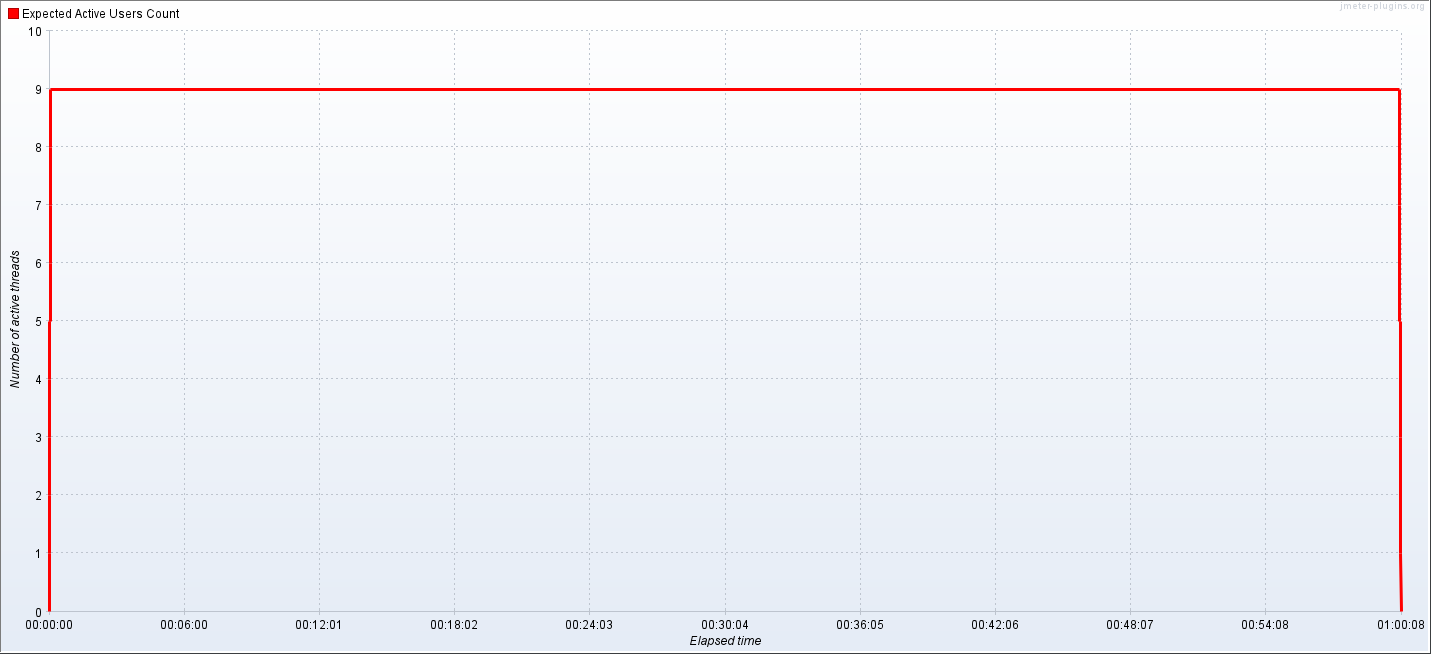 Expected Active Users Count
jmeter-plugins.org
10
9
8
7
6
5
4
3
2
1
0
Number of active threads
00:00:00 00:06:00 00:12:01 00:18:02 00:24:03 00:30:04 00:36:05 00:42:06 00:48:07 00:54:08 01:00:08
Elapsed time